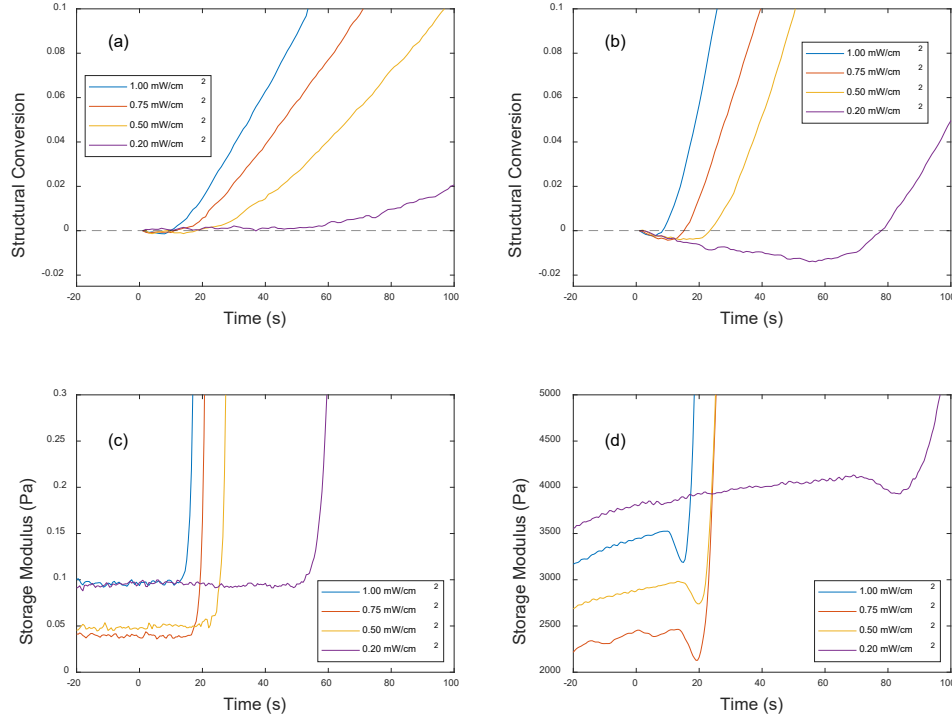 (a)
Structural Conversion
0.1
0.08
0.06
0.04
0.02
0
-0.02
1.00 mW/cm 2
0.75 mW/cm 2
0.50 mW/cm 2
0.20 mW/cm 2
-20 0 20 40 60 80 100
Time (s)
(b)
Structural Conversion
0.1
0.08
0.06
0.04
0.02
0
-0.02
1.00 mW/cm 2
0.75 mW/cm 2
0.50 mW/cm 2
0.20 mW/cm 2
-20 0 20 40 60 80 100
Time (s)
(c)
Storage Modulus (Pa)
0.3
0.25
0.2
0.15
0.1
0.05
0
1.00 mW/cm 2
0.75 mW/cm 2
0.50 mW/cm 2
0.20 mW/cm 2
-20 0 20 40 60 80 100
Time (s)
(d)
Storage Modulus (Pa)
5000
4500
4000
3500
3000
2500
2000
1.00 mW/cm 2
0.75 mW/cm 2
0.50 mW/cm 2
0.20 mW/cm 2
-20 0 20 40 60 80 100
Time (s)